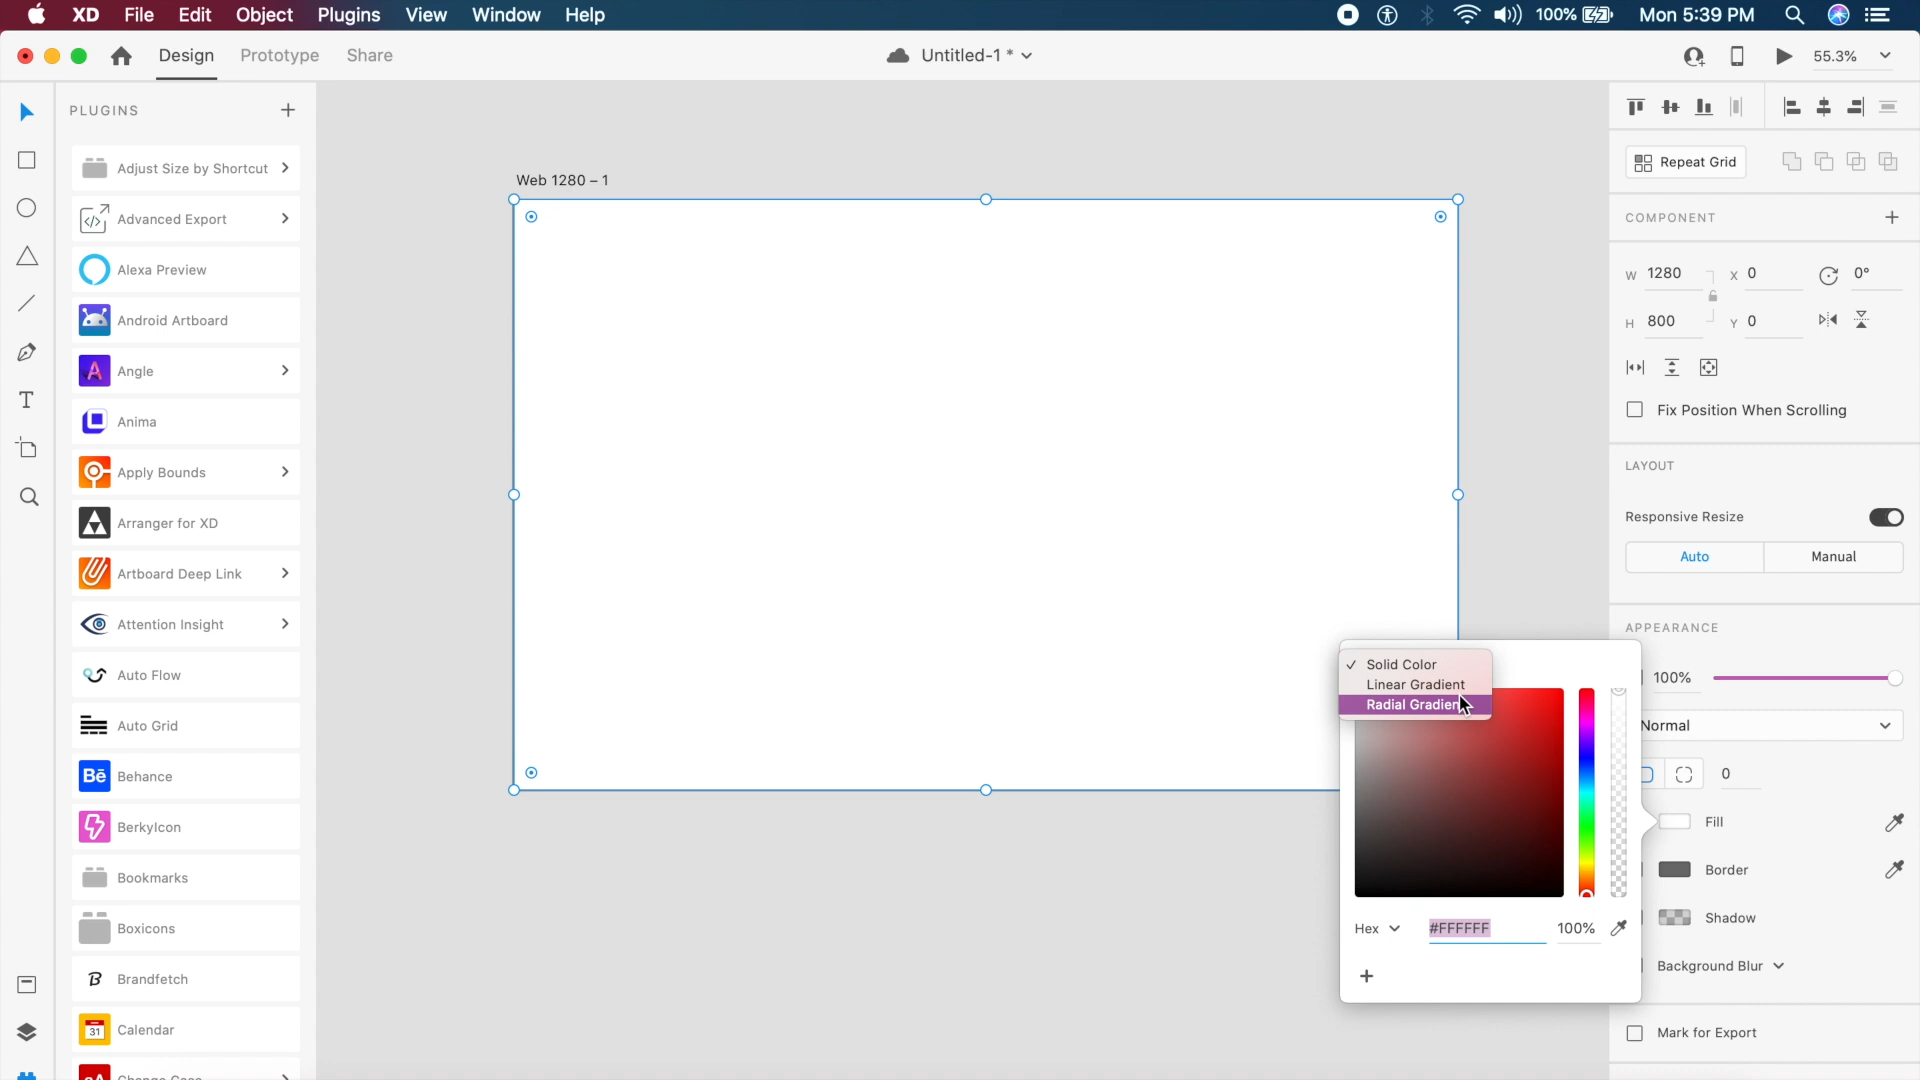 XD File Edit Object Plugins View Window Help 100% Mon 5:39 PM
Design Prototype Share Untitled-1 * 55.3%
PLUGINS
Adjust Size by Shortcut
Advanced Export
Alexa Preview
Android Artboard
A Angle
Anima
Apply Bounds
Arranger for XD
Artboard Deep Link
Attention Insight
Auto Flow
Auto Grid
Bē Behance
BerkyIcon
Bookmarks
Boxicons
B Brandfetch
31 Calendar
Web 1280 – 1
Repeat Grid
COMPONENT
W 1280 X 0 0°
H 800 Y 0
Fix Position When Scrolling
LAYOUT
Responsive Resize
Auto Manual
APPEARANCE
100%
Normal
0
Fill
Border
Shadow
Background Blur
Mark for Export
Solid Color
Linear Gradient
Radial Gradien
Hex #FFFFFF 100%